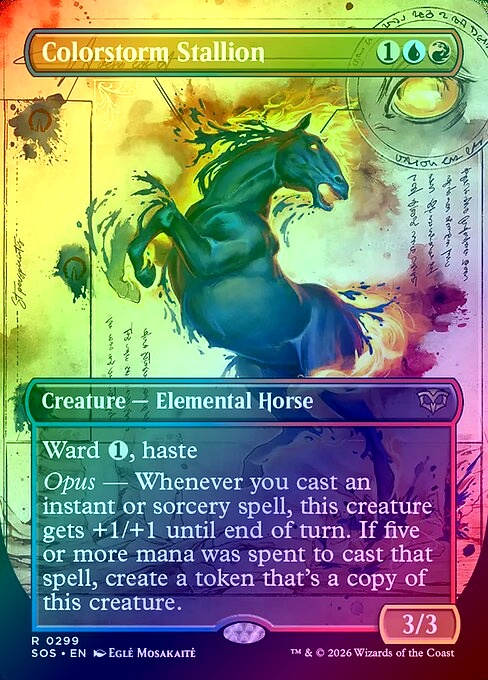 Colorstorm Stallion 1
Creature — Elemental Horse
Ward 1, haste
Opus — Whenever you cast an
instant or sorcery spell, this creature
gets +1/+1 until end of turn. If five
or more mana was spent to cast that
spell, create a token that's a copy of
this creature.
3/3
R 0299
SOS • EN Eglė Mosakaitė
™ & © 2026 Wizards of the Coast